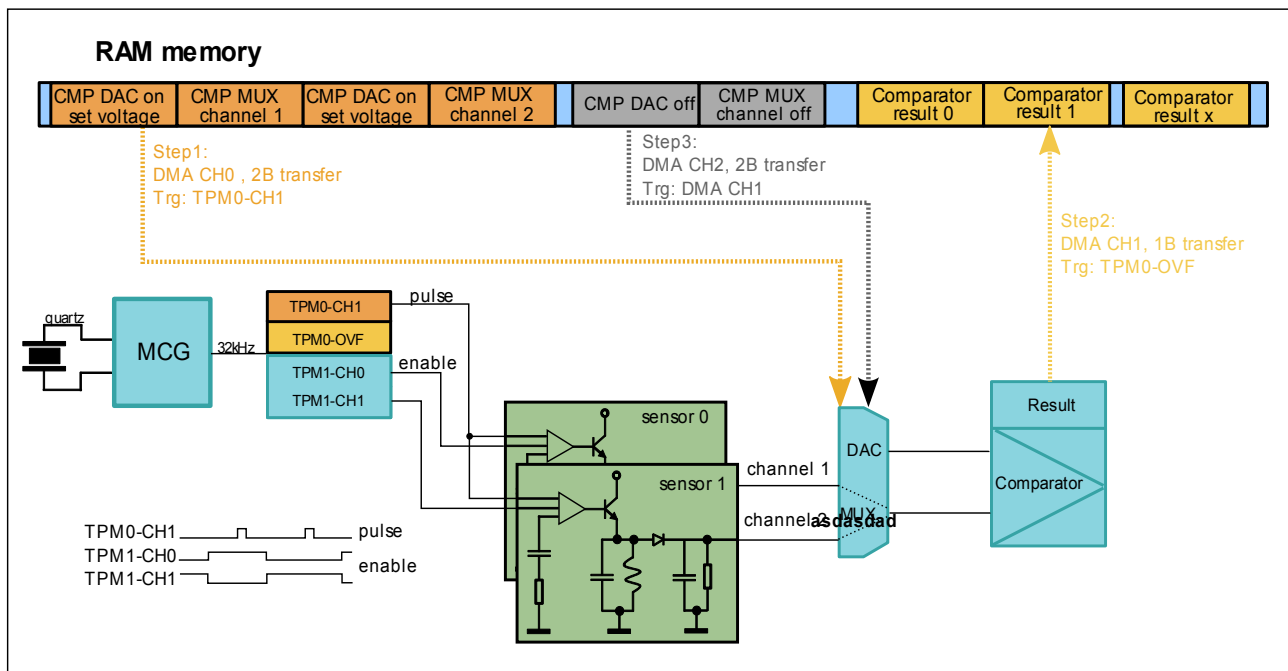 RAM memory
CMP DAC on
set voltage
CMP MUX
channel 1
CMP DAC on
set voltage
CMP MUX
channel 2
CMP DAC off
CMP MUX
channel off
Comparator
result 0
Comparator
result 1
Comparator
result x
Step1:
DMA CH0 , 2B transfer
Trg: TPM0-CH1
Step3:
DMA CH2, 2B transfer
Trg: DMA CH1
Step2:
DMA CH1, 1B transfer
Trg: TPM0-OVF
quartz
MCG
32kHz
TPM0-CH1
TPM0-OVF
TPM1-CH0
TPM1-CH1
pulse
enable
sensor 0
sensor 1
channel 1
channel 2
DAC
MUX
asdasdad
Result
Comparator
TPM0-CH1
pulse
TPM1-CH0
enable
TPM1-CH1